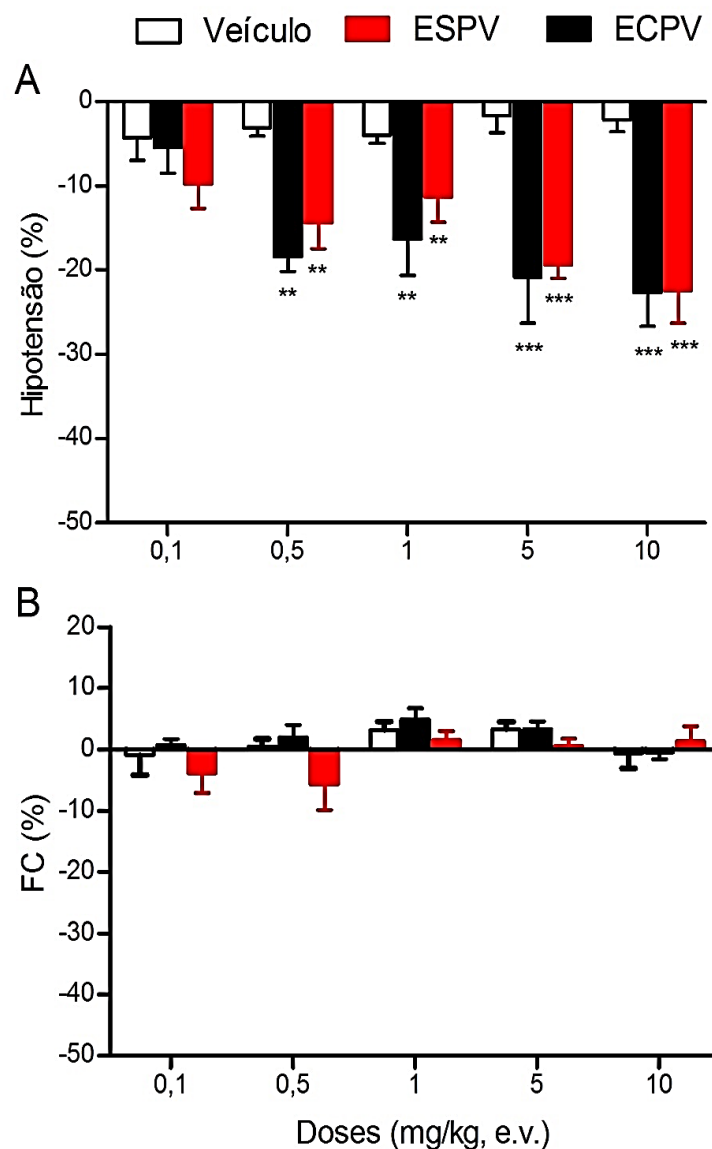 Veículo ESPV ECPV
A
Hipotensão (%)
0
-10
-20
-30
-40
-50
** ** ** ** *** *** *** ***
0,1 0,5 1 5 10
B
FC (%)
20
10
0
-10
-20
-30
-40
-50
0,1 0,5 1 5 10
Doses (mg/kg, e.v.)